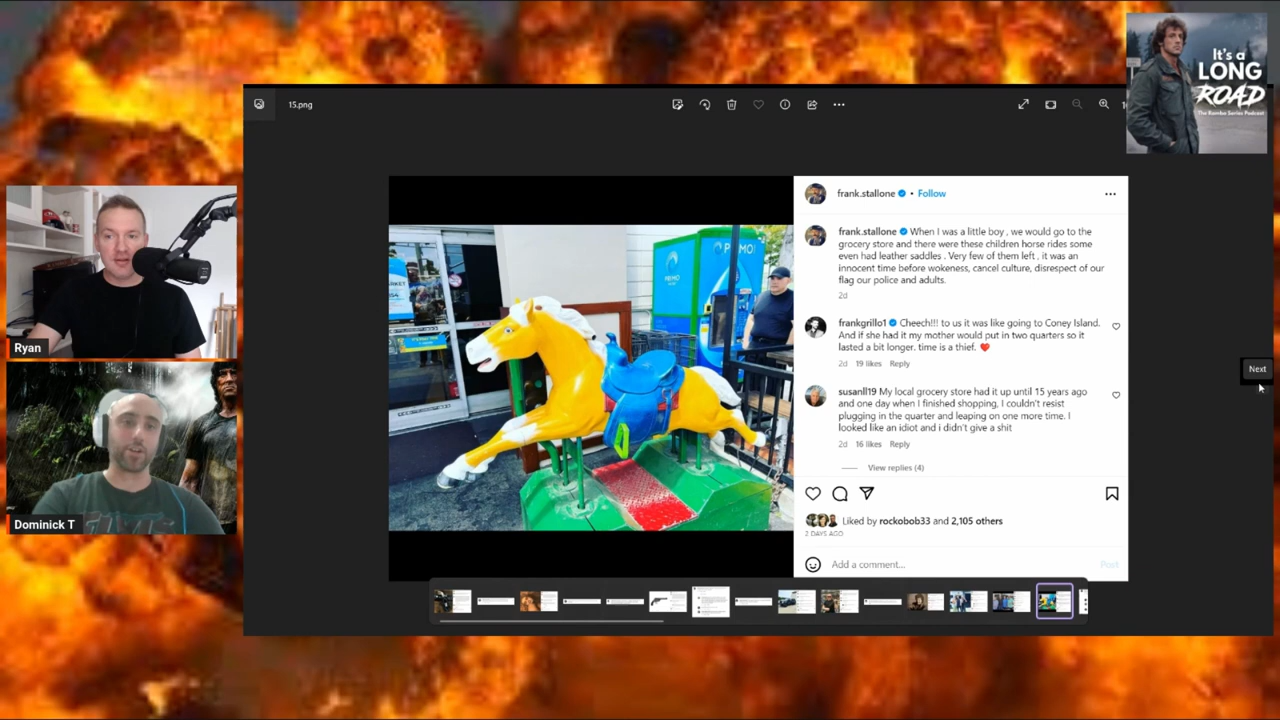 15.png
It's a
LONG
ROAD
The Rambo Series Podcast
frank.stallone • Follow
frank.stallone When I was a little boy , we would go to the
grocery store and there were these children horse rides some
even had leather saddles . Very few of them left , it was an
innocent time before wokeness, cancel culture, disrespect of our
flag our police and adults.
2d
frankgrillo1 Cheech!!! to us it was like going to Coney Island.
And if she had it my mother would put in two quarters so it
lasted a bit longer. time is a thief. ❤️
2d 19 likes Reply
susanll19 My local grocery store had it up until 15 years ago
and one day when I finished shopping, I couldn't resist
plugging in the quarter and leaping on one more time. I
looked like an idiot and i didn't give a shit
2d 16 likes Reply
View replies (4)
Liked by rockobob33 and 2,105 others
2 DAYS AGO
Add a comment...
Post
Next
Ryan
Dominick T
PRIMO